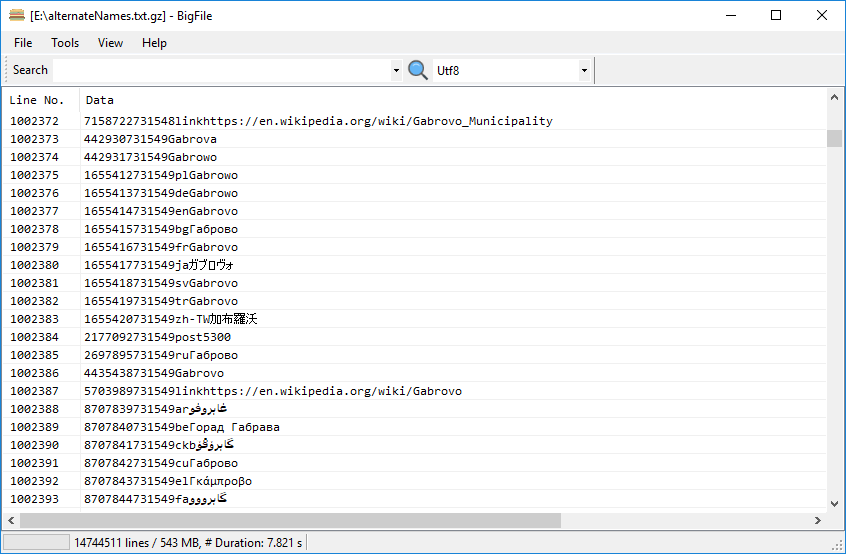 [E:\alternateNames.txt.gz] - BigFile
File Tools View Help
Search Utf8
Line No. Data
1002372 7158722731548linkhttps://en.wikipedia.org/wiki/Gabrovo_Municipality
1002373 442930731549Gabrova
1002374 442931731549Gabrowo
1002375 1655412731549plGabrowo
1002376 1655413731549deGabrowo
1002377 1655414731549enGabrovo
1002378 1655415731549bgГаброво
1002379 1655416731549frGabrovo
1002380 1655417731549jaガブロヴォ
1002381 1655418731549svGabrovo
1002382 1655419731549trGabrovo
1002383 1655420731549zh-TW加布羅沃
1002384 2177092731549post5300
1002385 2697895731549ruГаброво
1002386 4435438731549Gabrovo
1002387 5703989731549linkhttps://en.wikipedia.org/wiki/Gabrovo
1002388 8707839731549arغابروفو
1002389 8707840731549beГорад Габрава
1002390 8707841731549ckbگابرۆڤۆ
1002391 8707842731549cuГаброво
1002392 8707843731549elΓκάμπροβο
1002393 8707844731549faگابرووو
14744511 lines / 543 MB, # Duration: 7.821 s